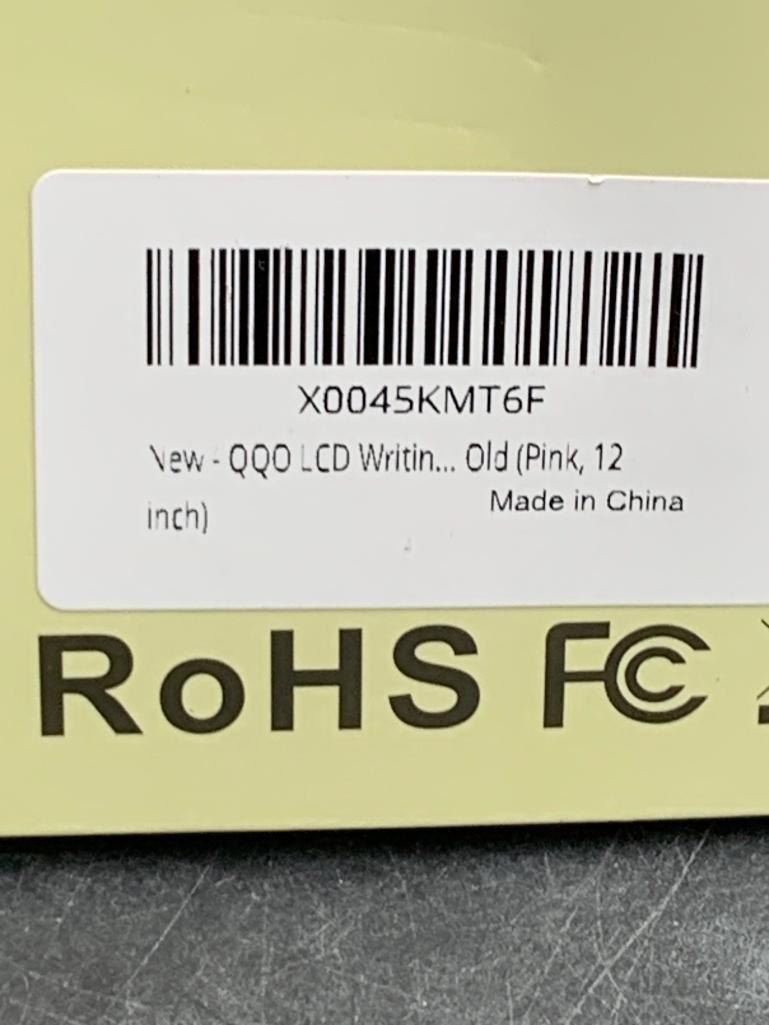 X0045KMT6F
New - QQO LCD Writin... Old (Pink, 12
inch)
Made in China
RoHS FC